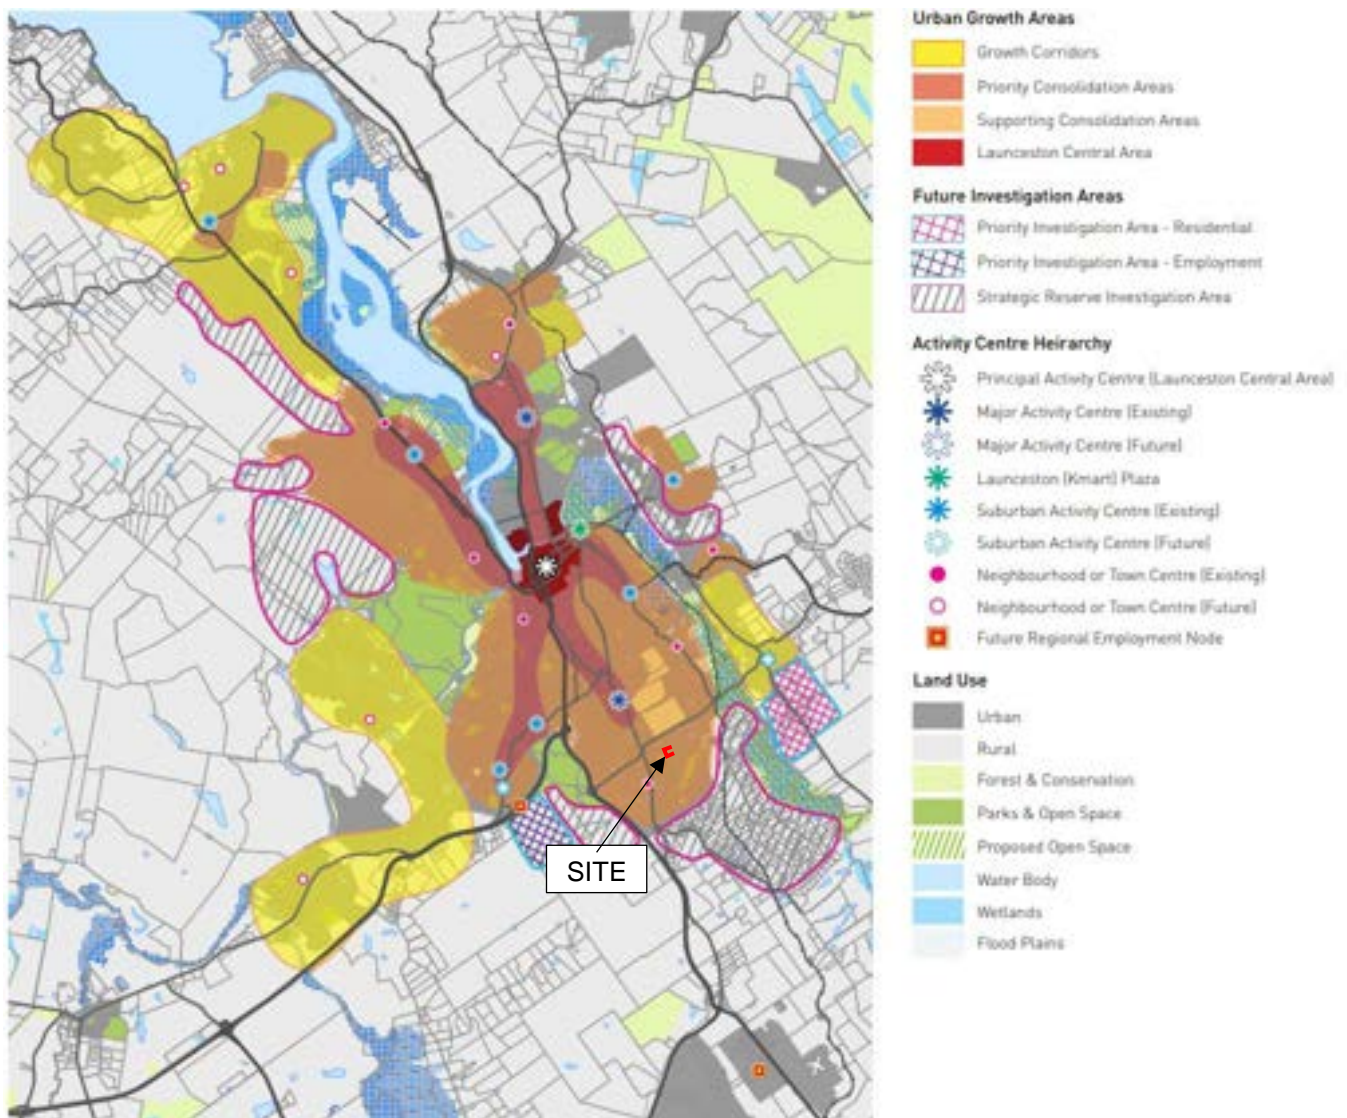 Urban Growth Areas
Growth Corridors
Priority Consolidation Areas
Supporting Consolidation Areas
Launceston Central Area
Future Investigation Areas
Priority Investigation Area - Residential
Priority Investigation Area - Employment
Strategic Reserve Investigation Area
Activity Centre Heirarchy
Principal Activity Centre (Launceston Central Area)
Major Activity Centre (Existing)
Major Activity Centre (Future)
Launceston (Kmart) Plaza
Suburban Activity Centre (Existing)
Suburban Activity Centre (Future)
Neighbourhood or Town Centre (Existing)
Neighbourhood or Town Centre (Future)
Future Regional Employment Node
Land Use
Urban
Rural
Forest & Conservation
Parks & Open Space
Proposed Open Space
Water Body
Wetlands
Flood Plains
SITE